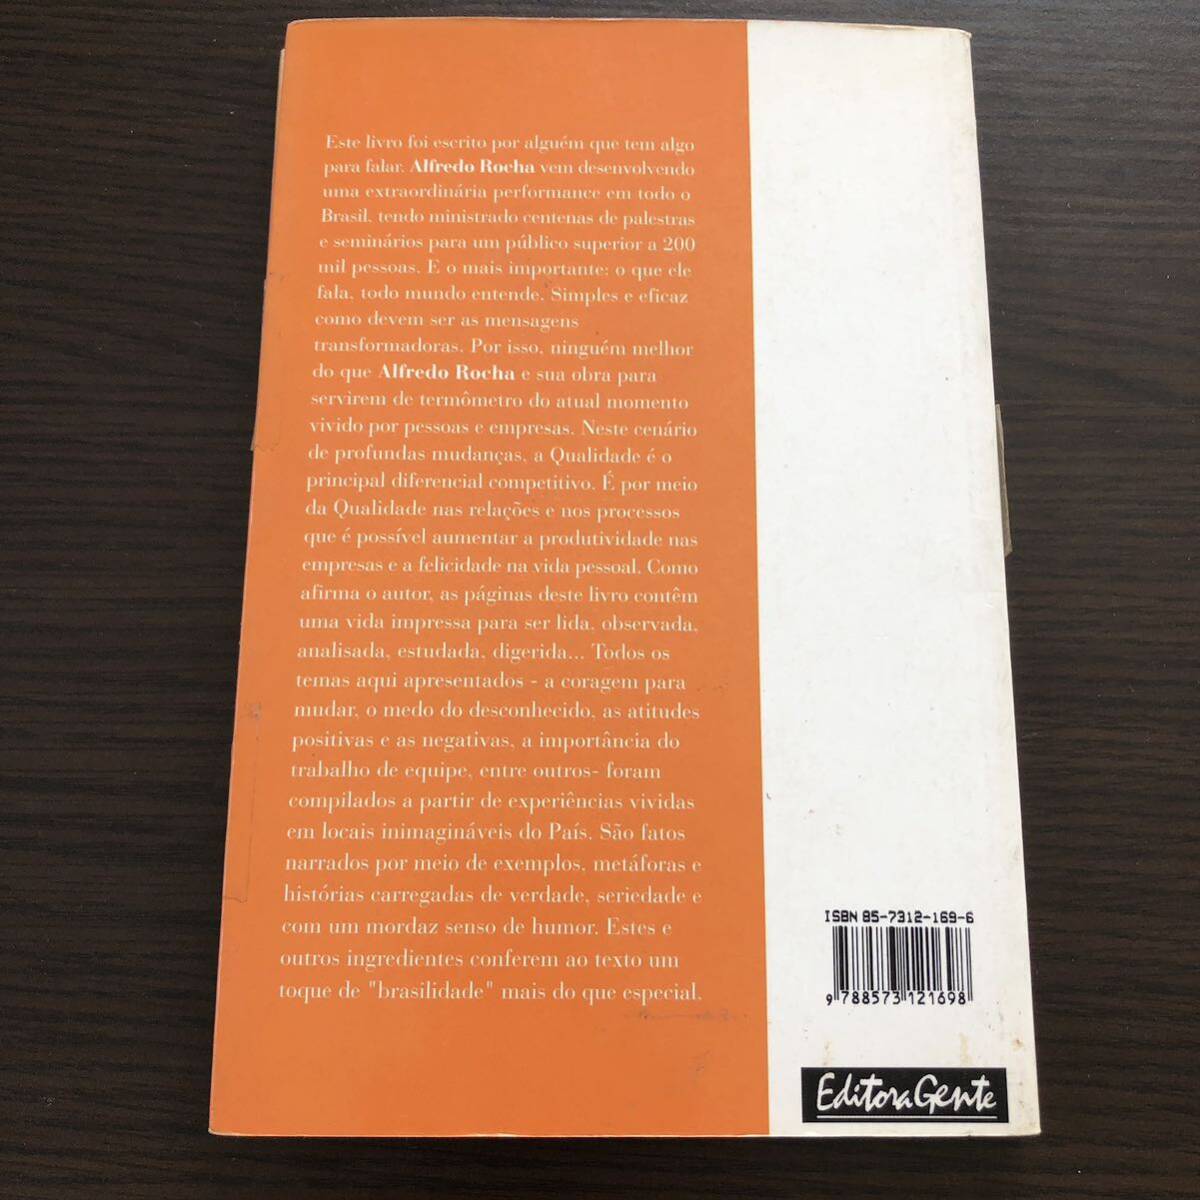 Este livro foi escrito por alguém que tem algo
para falar. Alfredo Rocha vem desenvolvendo
uma extraordinária performance em todo o
Brasil, tendo ministrado centenas de palestras
e seminários para um público superior a 200
mil pessoas. E o mais importante: o que ele
fala, todo mundo entende. Simples e eficaz
como devem ser as mensagens
transformadoras. Por isso, ninguém melhor
do que Alfredo Rocha e sua obra para
servirem de termômetro do atual momento
vivido por pessoas e empresas. Neste cenário
de profundas mudanças, a Qualidade é o
principal diferencial competitivo. É por meio
da Qualidade nas relações e nos processos
que é possível aumentar a produtividade nas
empresas e a felicidade na vida pessoal. Como
afirma o autor, as páginas deste livro contêm
uma vida impressa para ser lida, observada,
analisada, estudada, digerida... Todos os
temas aqui apresentados - a coragem para
mudar, o medo do desconhecido, as atitudes
positivas e as negativas, a importância do
trabalho de equipe, entre outros- foram
compilados a partir de experiências vividas
em locais inimagináveis do País. São fatos
narrados por meio de exemplos, metáforas e
histórias carregadas de verdade, seriedade e
com um mordaz senso de humor. Estes e
outros ingredientes conferem ao texto um
toque de "brasilidade" mais do que especial.
ISBN 85-7312-169-6
9 788573 121698
Editora Gente